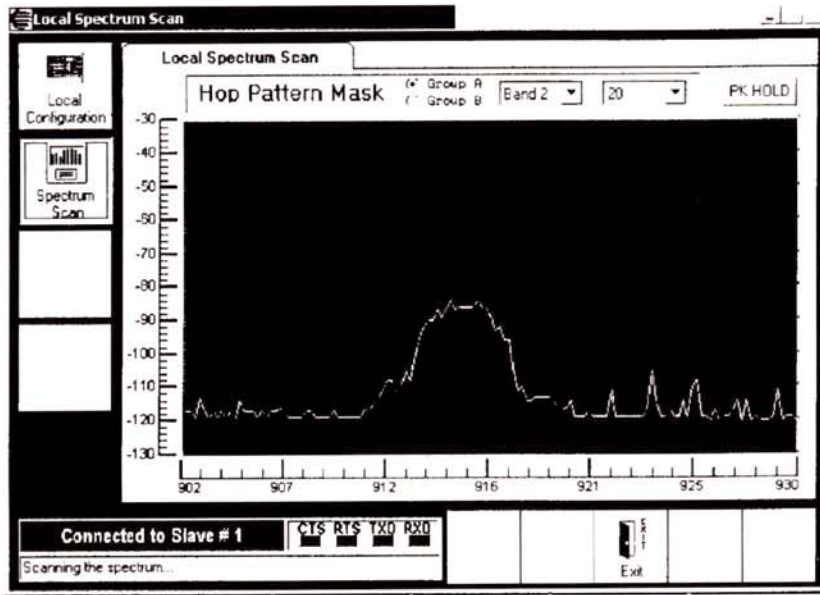 Local Spectrum Scan
Local Spectrum Scan
Local
Configuration
Spectrum
Scan
Hop Pattern Mask
Group A
Group B
Band 2
20
PK HOLD
-30
-40
-50
-60
-70
-80
-90
-100
-110
-120
-130
902
907
912
916
921
925
930
Connected to Slave # 1
CTS RTS TXD RXD
Scanning the spectrum...
EXIT
Exit